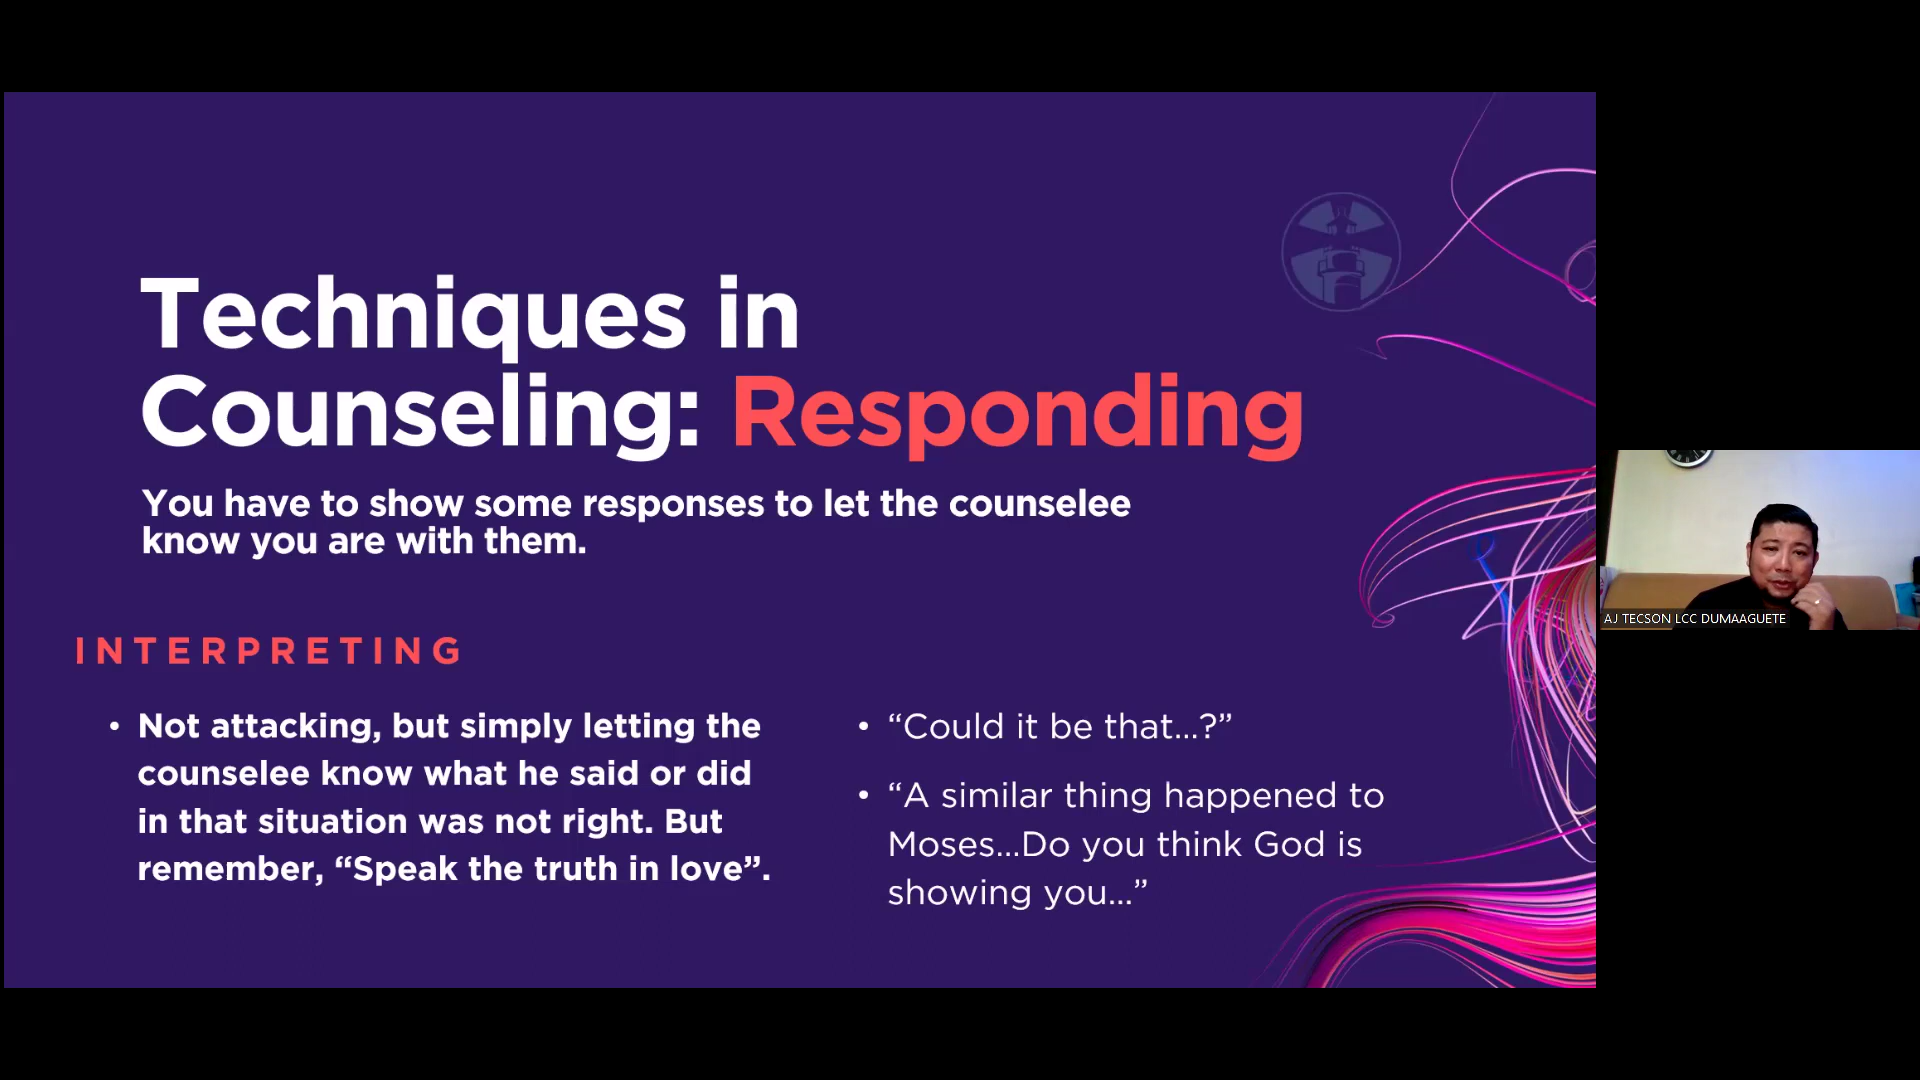 Techniques in
Counseling: Responding
You have to show some responses to let the counselee
know you are with them.
INTERPRETING
• Not attacking, but simply letting the
counselee know what he said or did
in that situation was not right. But
remember, “Speak the truth in love”.
• “Could it be that...?”
• “A similar thing happened to
Moses...Do you think God is
showing you...”
AJ TECSON LCC DUMAAGUETE